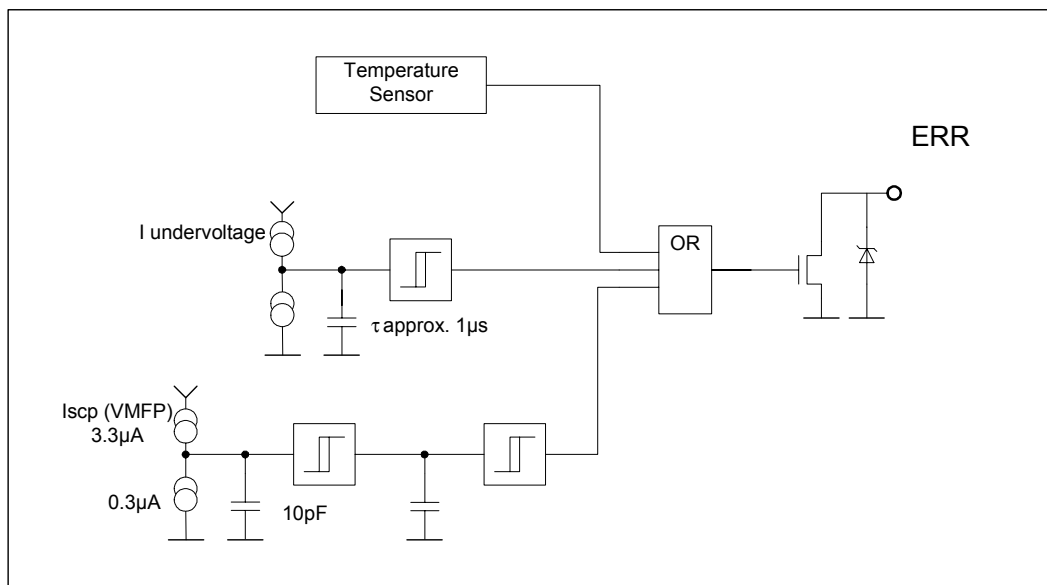 Temperature
Sensor
ERR
I undervoltage
OR
τ approx. 1µs
Iscp (VMFP)
3.3µA
0.3µA
10pF